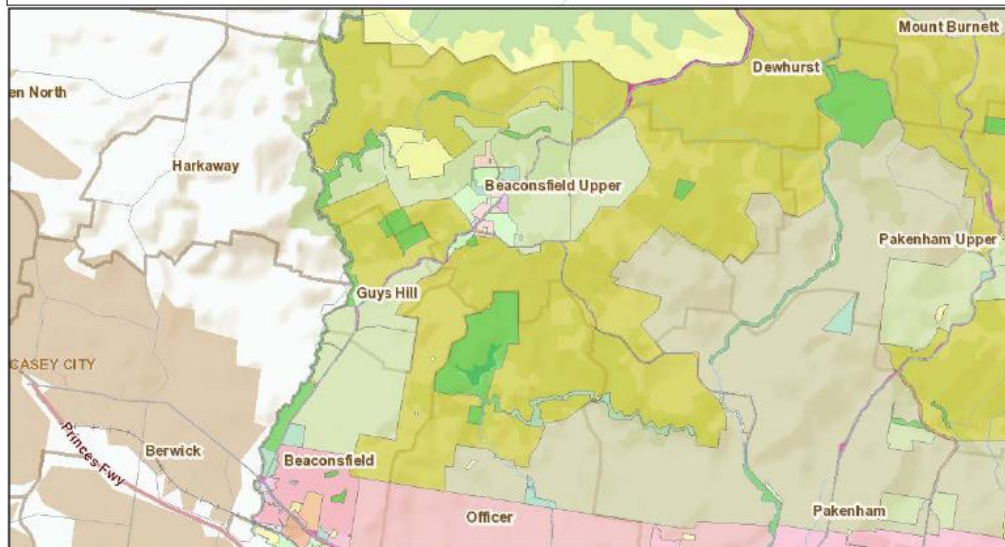 Mount Burnett
Dewhurst
en North
Harkaway
Beaconsfield Upper
Pakenham Upper
Guys Hill
CASEY CITY
Princes Fwy
Berwick
Beaconsfield
Officer
Pakenham